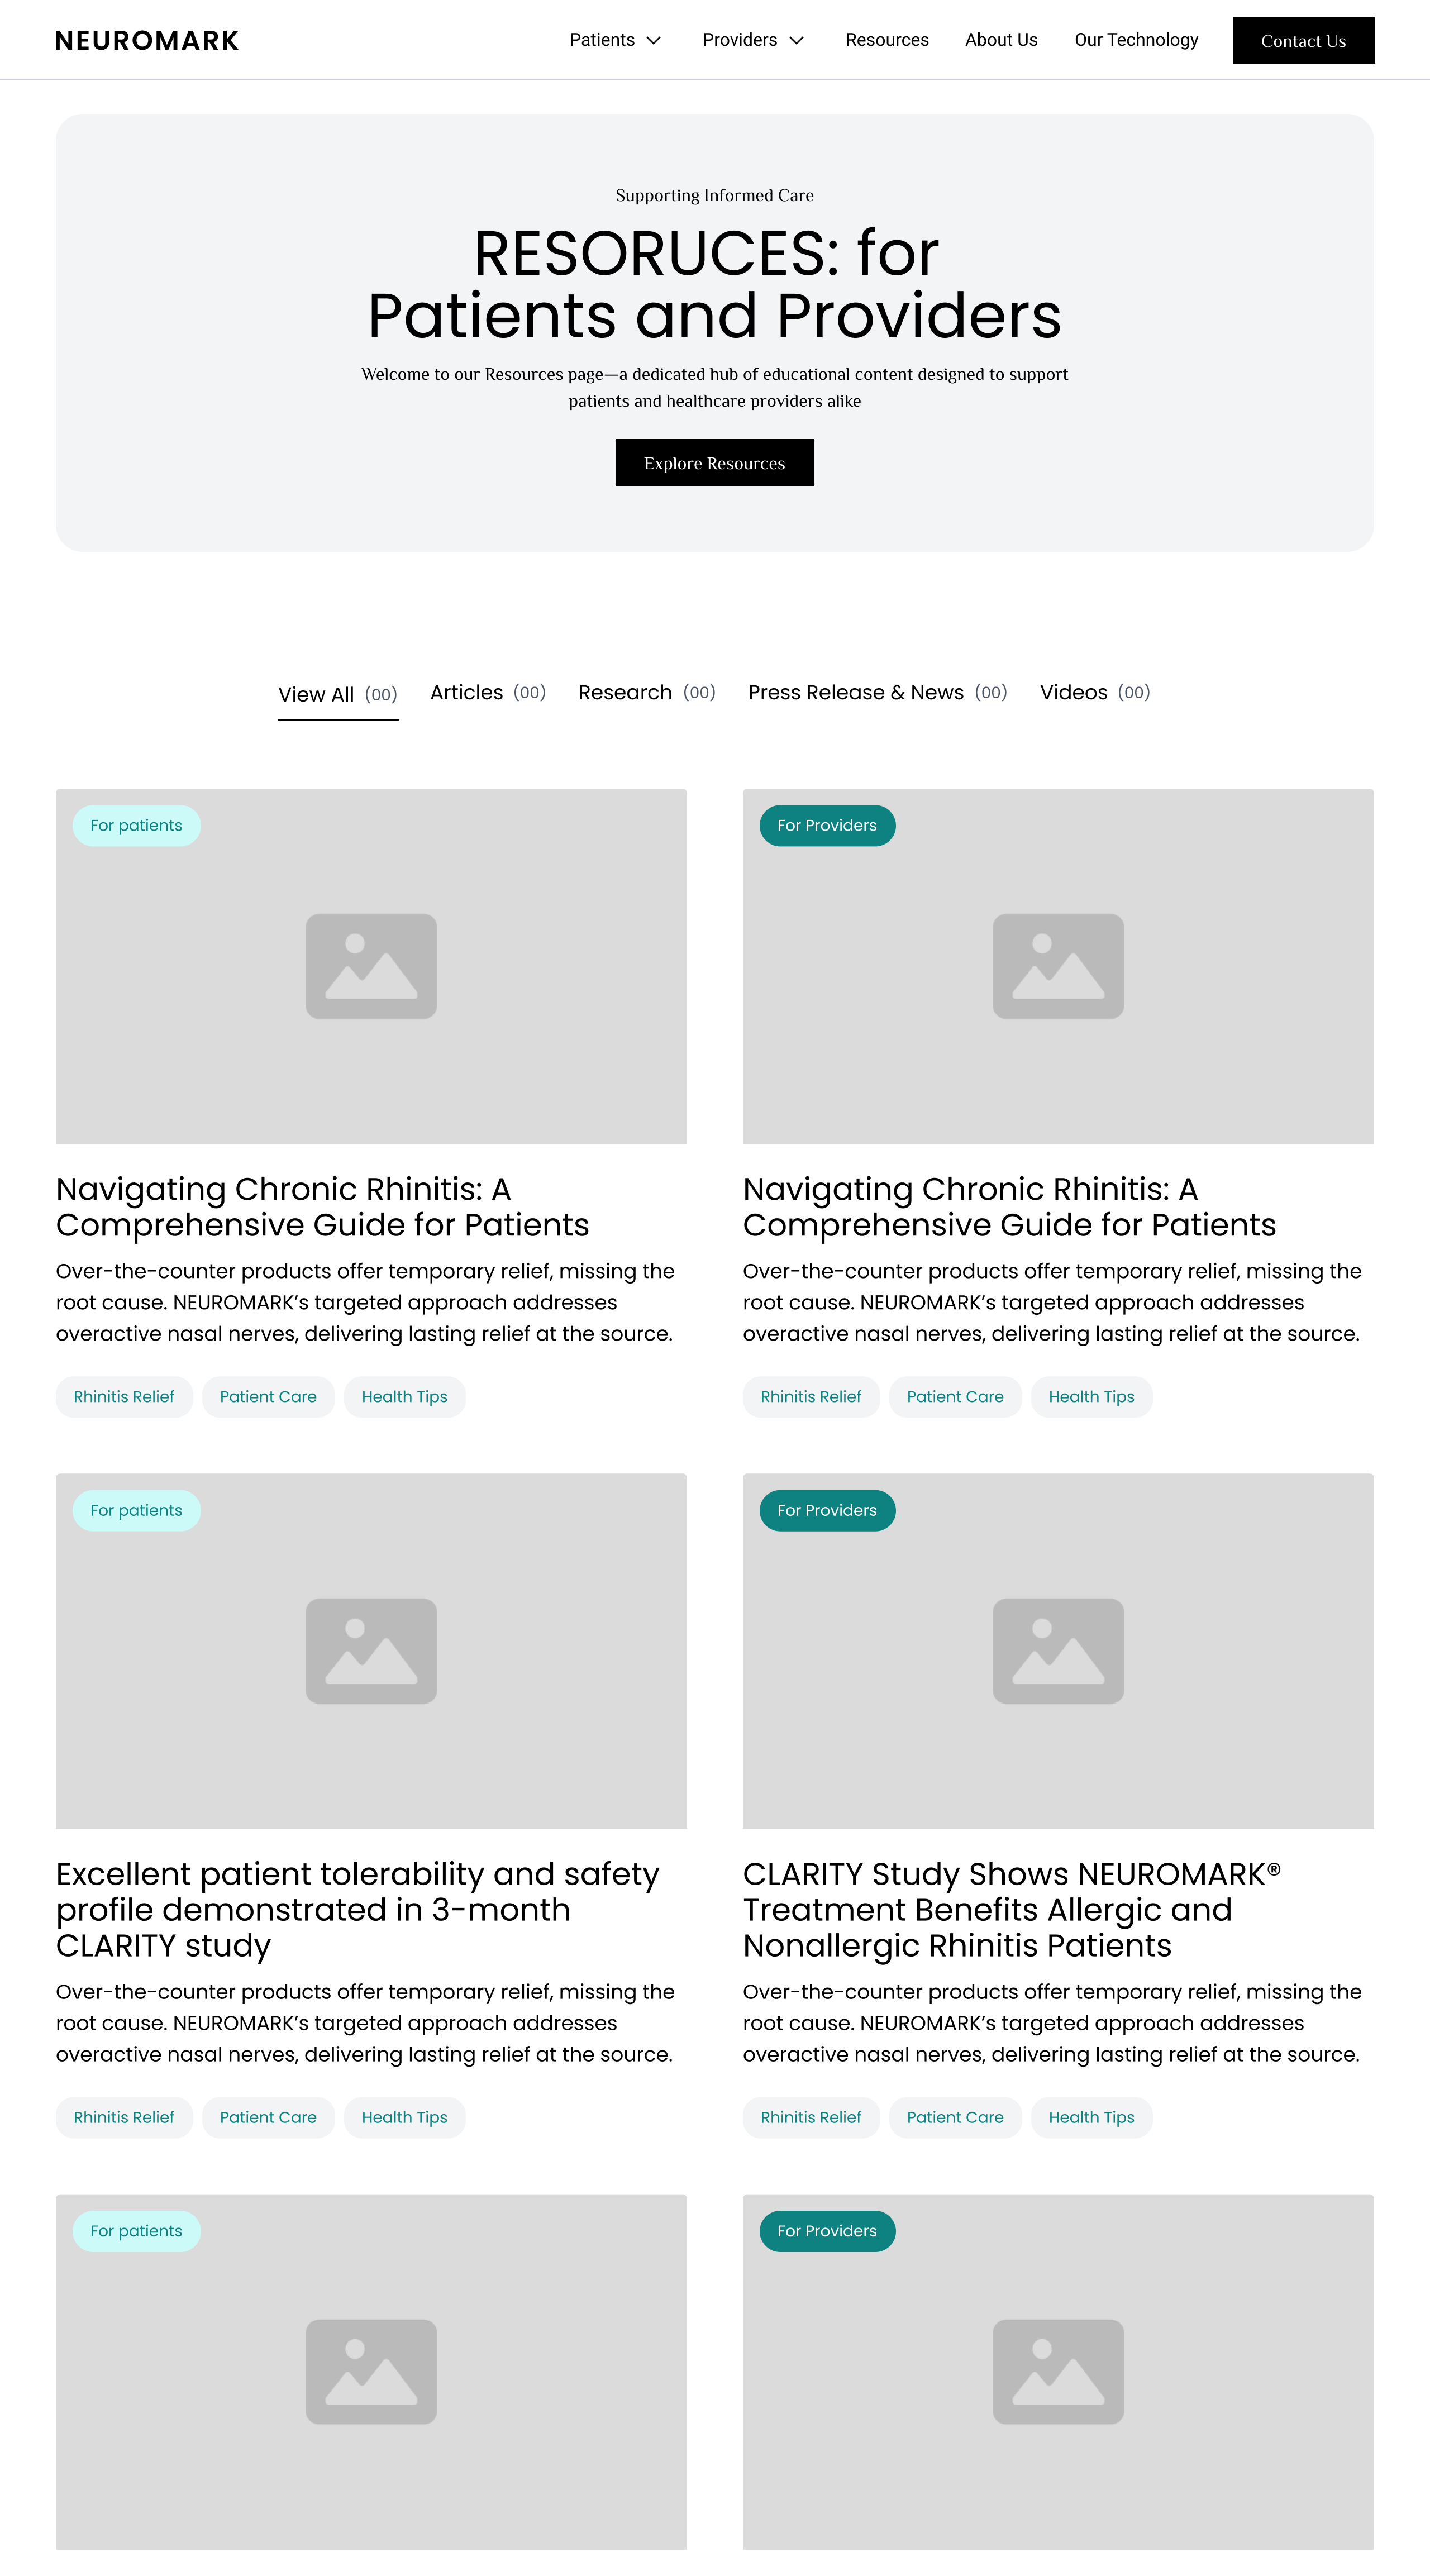 NEUROMARK
Patients
Providers
Resources
About Us
Our Technology
Contact Us
Supporting Informed Care
RESORUCES: for
Patients and Providers
Welcome to our Resources page—a dedicated hub of educational content designed to support
patients and healthcare providers alike
Explore Resources
View All (00)
Articles (00)
Research (00)
Press Release & News (00)
Videos (00)
For patients
Navigating Chronic Rhinitis: A
Comprehensive Guide for Patients
Over-the-counter products offer temporary relief, missing the
root cause. NEUROMARK’s targeted approach addresses
overactive nasal nerves, delivering lasting relief at the source.
Rhinitis Relief
Patient Care
Health Tips
For Providers
Navigating Chronic Rhinitis: A
Comprehensive Guide for Patients
Over-the-counter products offer temporary relief, missing the
root cause. NEUROMARK’s targeted approach addresses
overactive nasal nerves, delivering lasting relief at the source.
Rhinitis Relief
Patient Care
Health Tips
For patients
Excellent patient tolerability and safety
profile demonstrated in 3-month
CLARITY study
Over-the-counter products offer temporary relief, missing the
root cause. NEUROMARK’s targeted approach addresses
overactive nasal nerves, delivering lasting relief at the source.
Rhinitis Relief
Patient Care
Health Tips
For Providers
CLARITY Study Shows NEUROMARK®
Treatment Benefits Allergic and
Nonallergic Rhinitis Patients
Over-the-counter products offer temporary relief, missing the
root cause. NEUROMARK’s targeted approach addresses
overactive nasal nerves, delivering lasting relief at the source.
Rhinitis Relief
Patient Care
Health Tips
For patients
For Providers